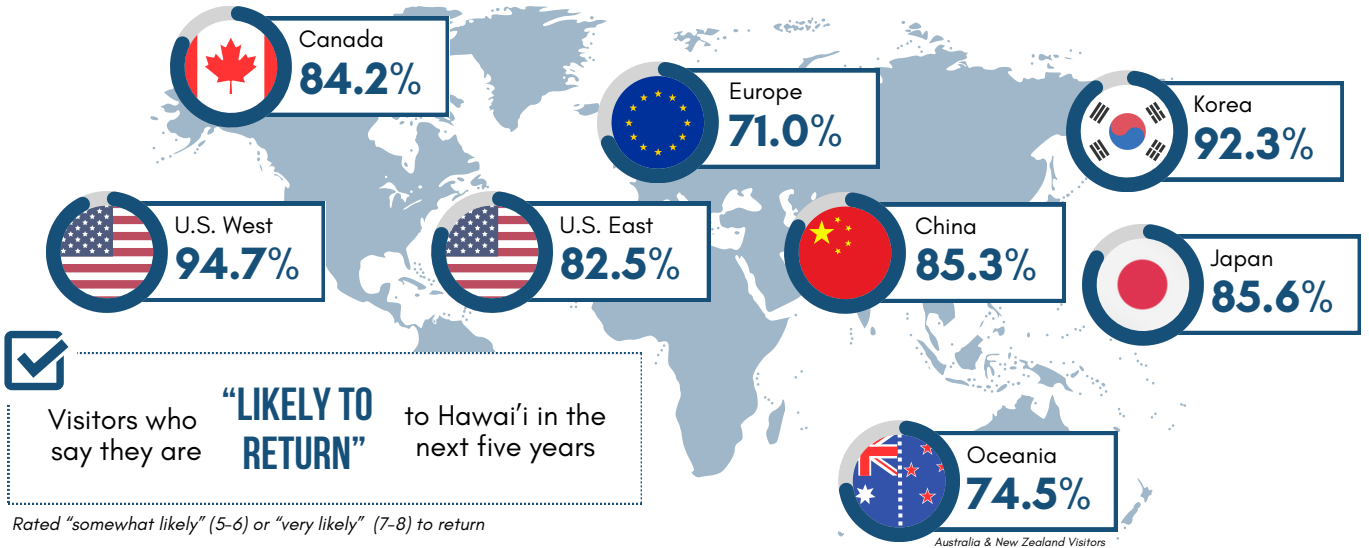 Canada
84.2%
Europe
71.0%
Korea
92.3%
U.S. West
94.7%
U.S. East
82.5%
China
85.3%
Japan
85.6%
Visitors who
say they are
“LIKELY TO
RETURN”
to Hawai’i in the
next five years
Rated “somewhat likely” (5-6) or “very likely” (7-8) to return
Oceania
74.5%
Australia & New Zealand Visitors